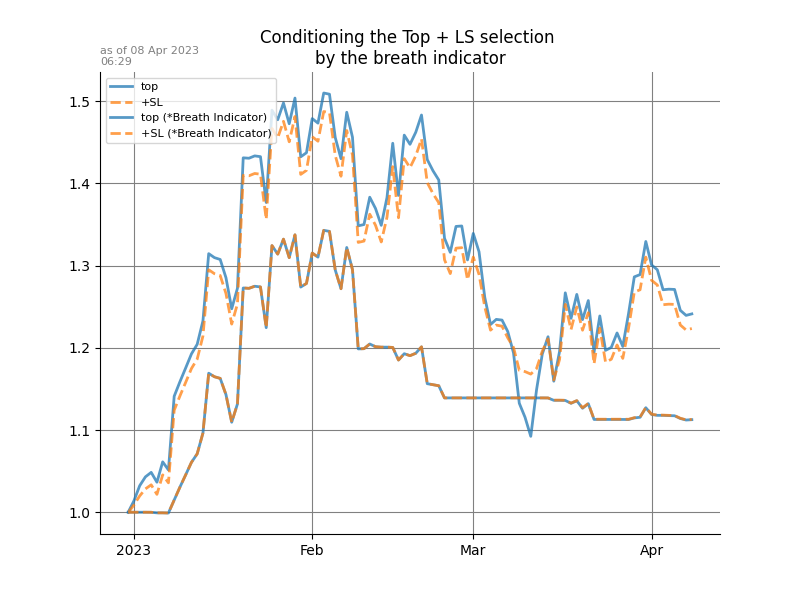 Conditioning the Top + LS selection
by the breath indicator
as of 08 Apr 2023
06:29
top
+SL
top (*Breath Indicator)
+SL (*Breath Indicator)
1.5
1.4
1.3
1.2
1.1
1.0
2023
Feb
Mar
Apr